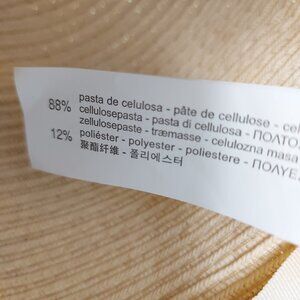 88% pasta de celulosa - pâte de cellulose - cel
cellulosepasta - pasta di cellulosa - ΠΟΛΤΟ
zellulosepaste - træmasse - celulozna masa
12% poliéster - polyester - poliestere - ΠΟΛΥΕ
聚酯纤维 - 폴리에스터